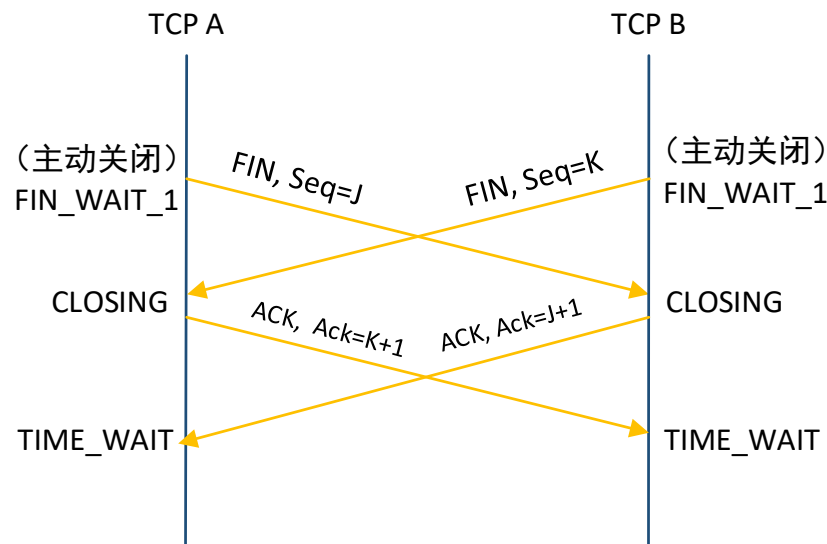 TCP A
TCP B
（主动关闭）
FIN_WAIT_1
FIN, Seq=J
FIN, Seq=K
（主动关闭）
FIN_WAIT_1
CLOSING
CLOSING
ACK, Ack=K+1
ACK, Ack=J+1
TIME_WAIT
TIME_WAIT